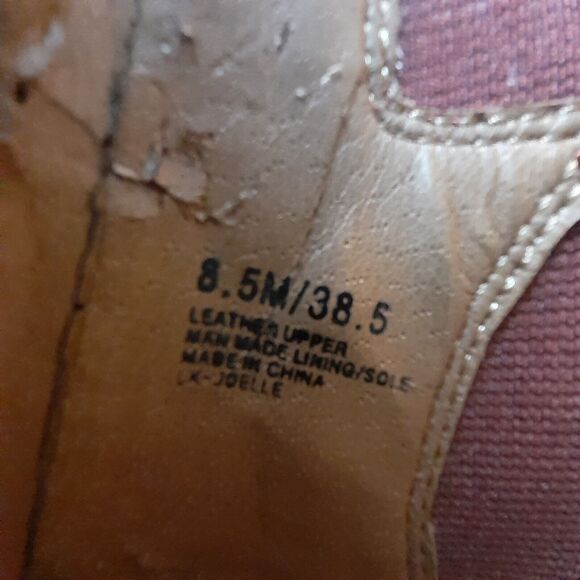 8.5M/38.5
LEATHER UPPER
MAN MADE LINING/SOLE
MADE IN CHINA
LK-JOELLE